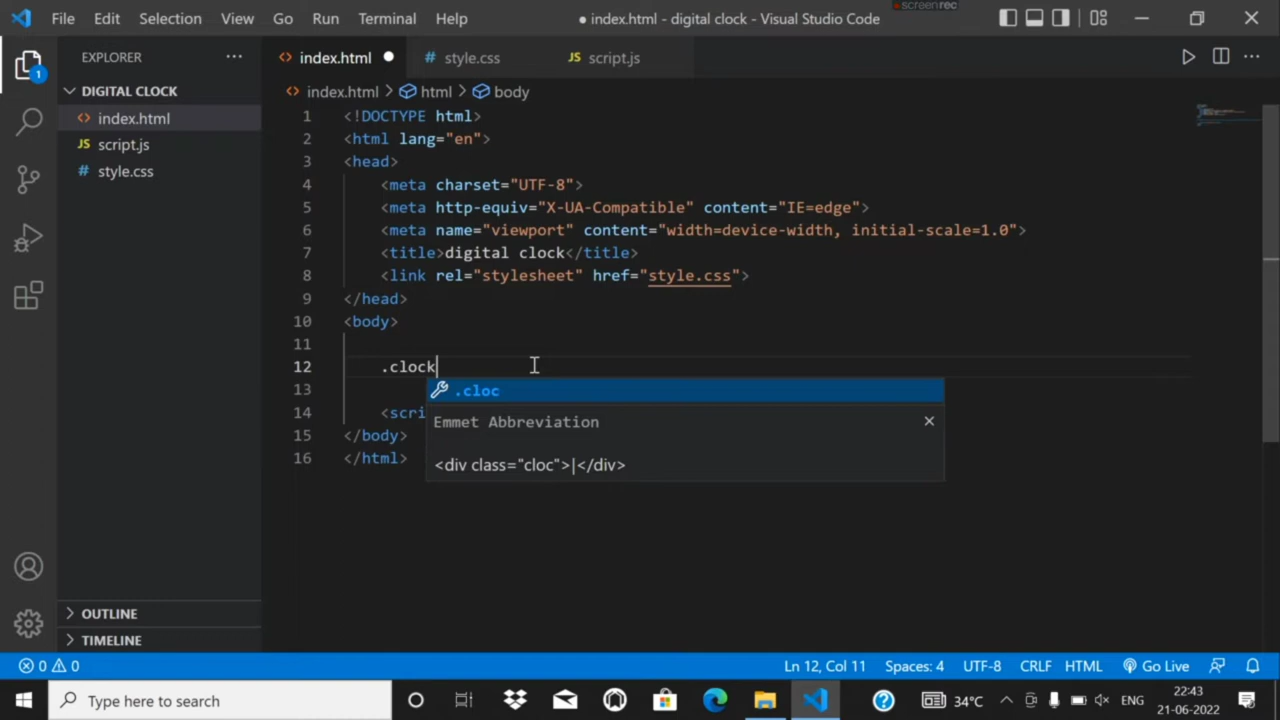 screenrec
File Edit Selection View Go Run Terminal Help
● index.html - digital clock - Visual Studio Code
1
EXPLORER ···
index.html ●
# style.css
JS script.js
DIGITAL CLOCK
<> index.html
JS script.js
# style.css
<> index.html > html > body
1 <!DOCTYPE html>
2 <html lang="en">
3 <head>
4 <meta charset="UTF-8">
5 <meta http-equiv="X-UA-Compatible" content="IE=edge">
6 <meta name="viewport" content="width=device-width, initial-scale=1.0">
7 <title>digital clock</title>
8 <link rel="stylesheet" href="style.css">
9 </head>
10 <body>
11
12 .clock
13
14 <scri
15 </body>
16 </html>
.cloc
Emmet Abbreviation
<div class="cloc">|</div>
OUTLINE
TIMELINE
0 0
Ln 12, Col 11 Spaces: 4 UTF-8 CRLF HTML Go Live
Type here to search
34°C ENG
22:43
21-06-2022